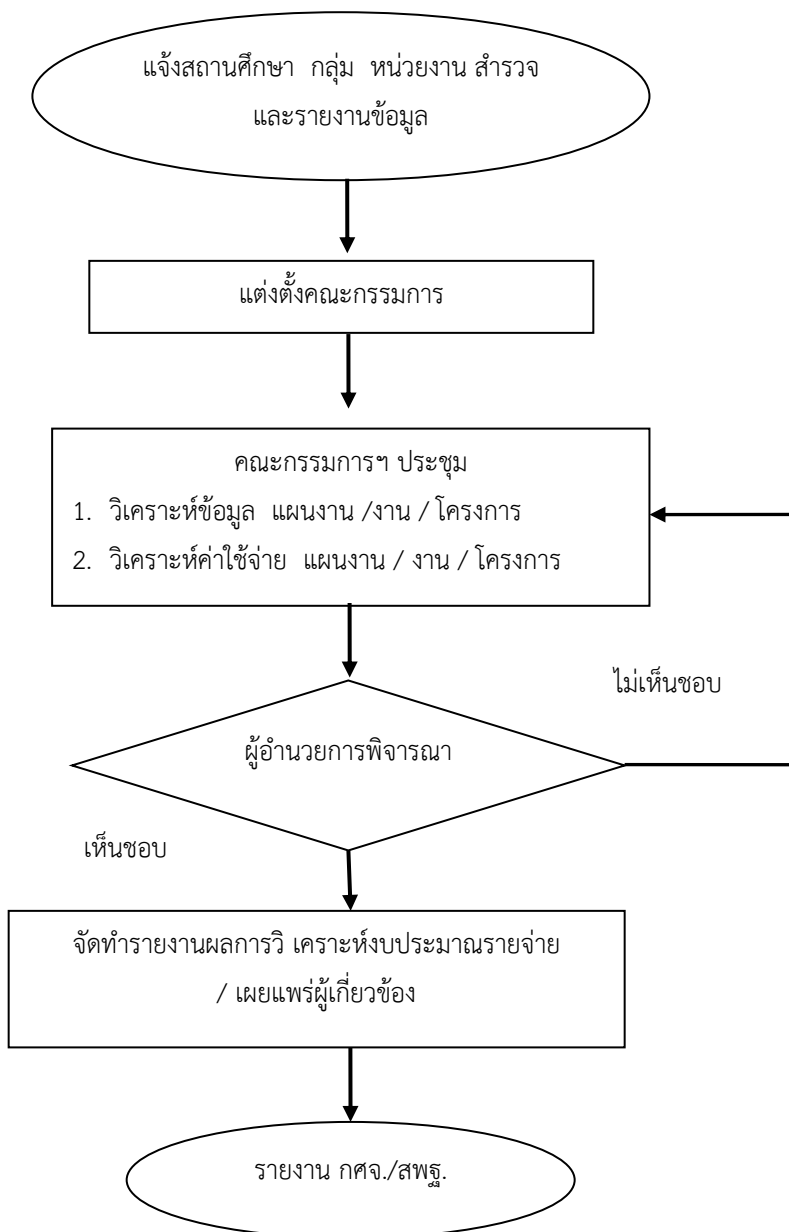 แจ้งสถานศึกษา กลุ่ม หน่วยงาน สำรวจ
และรายงานข้อมูล
แต่งตั้งคณะกรรมการ
คณะกรรมการฯ ประชุม
1. วิเคราะห์ข้อมูล แผนงาน /งาน / โครงการ
2. วิเคราะห์ค่าใช้จ่าย แผนงาน / งาน / โครงการ
ไม่เห็นชอบ
ผู้อำนวยการพิจารณา
เห็นชอบ
จัดทำรายงานผลการวิ เคราะห์งบประมาณรายจ่าย
/ เผยแพร่ผู้เกี่ยวข้อง
รายงาน กศจ./สพฐ.